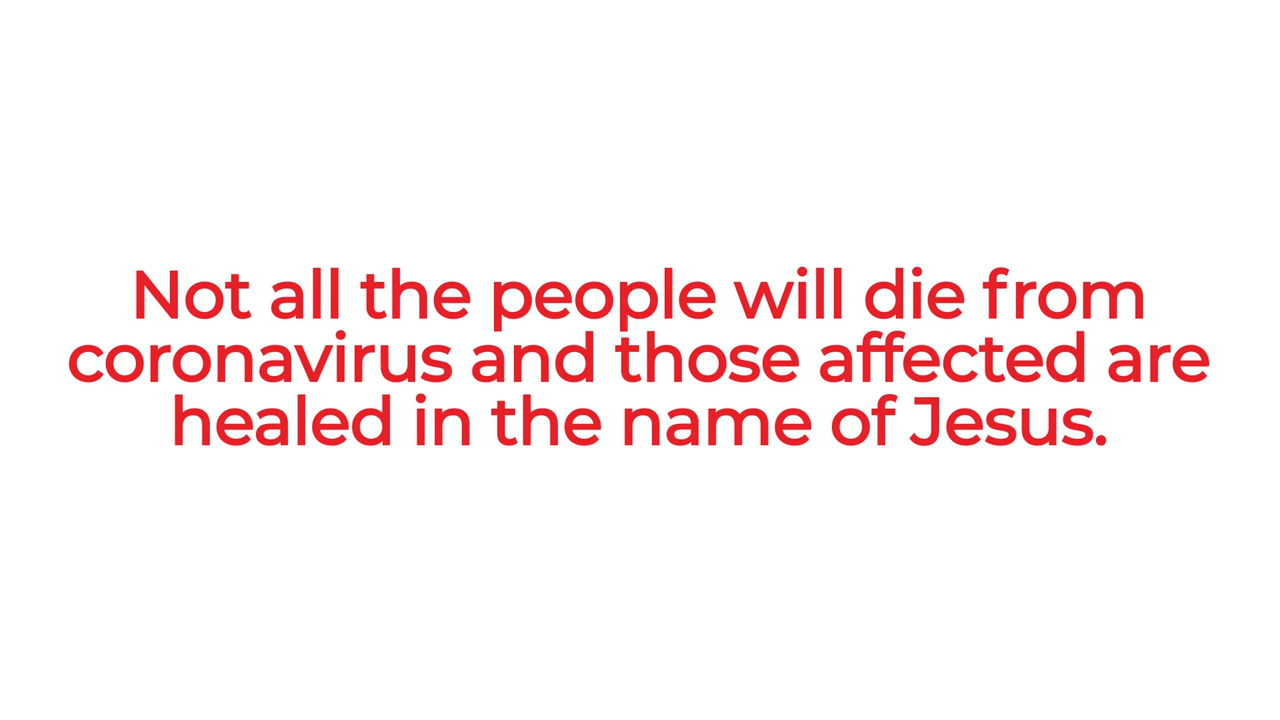 Not all the people will die from
coronavirus and those affected are
healed in the name of Jesus.